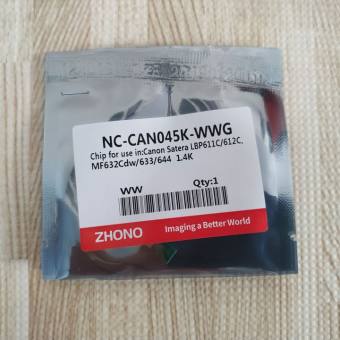 NC-CAN045K-WWG
Chip for use in:Canon Satera LBP611C/612C,
MF632Cdw/633/644 1.4K
WW Qty:1
ZHONO Imaging a Better World